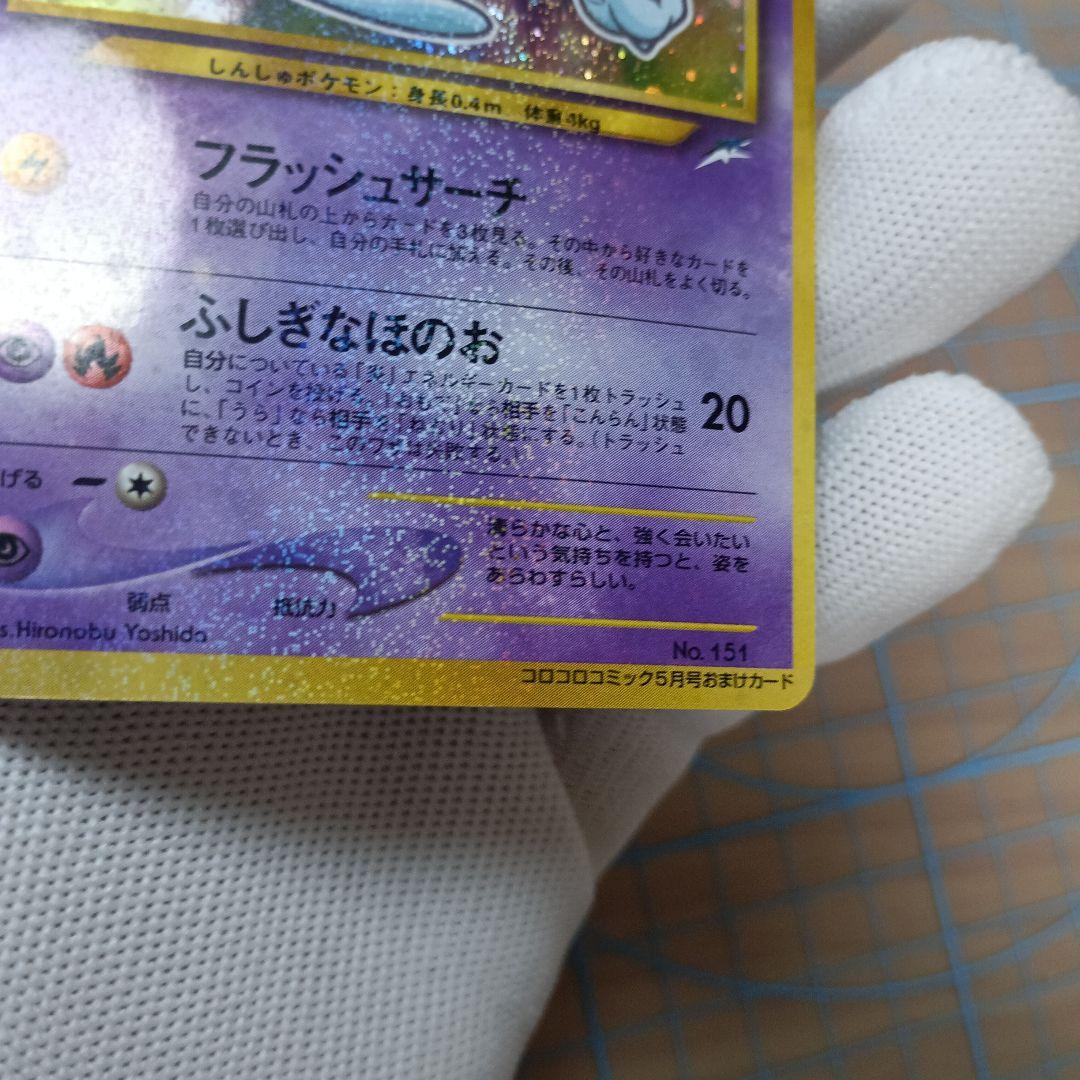 しんしゅポケモン：身長0.4m 体重4kg
フラッシュサーチ
自分の山札の上からカードを3枚見る。その中から好きなカードを
1枚選び出し、自分の手札に加える。その後、その山札をよく切る。
ふしぎなほのお
自分についている「炎」エネルギーカードを1枚トラッシュ
し、コインを投げる。「おもて」なら相手を「こんらん」状態
に、「うら」なら相手を「ねむり」状態にする。（トラッシュ
できないとき、このワザは失敗する。）
20
げる
清らかな心と、強く会いたい
という気持ちを持つと、姿を
あらわすらしい。
弱点 抵抗力
s.Hironobu Yoshida
No. 151
コロコロコミック5月号おまけカード